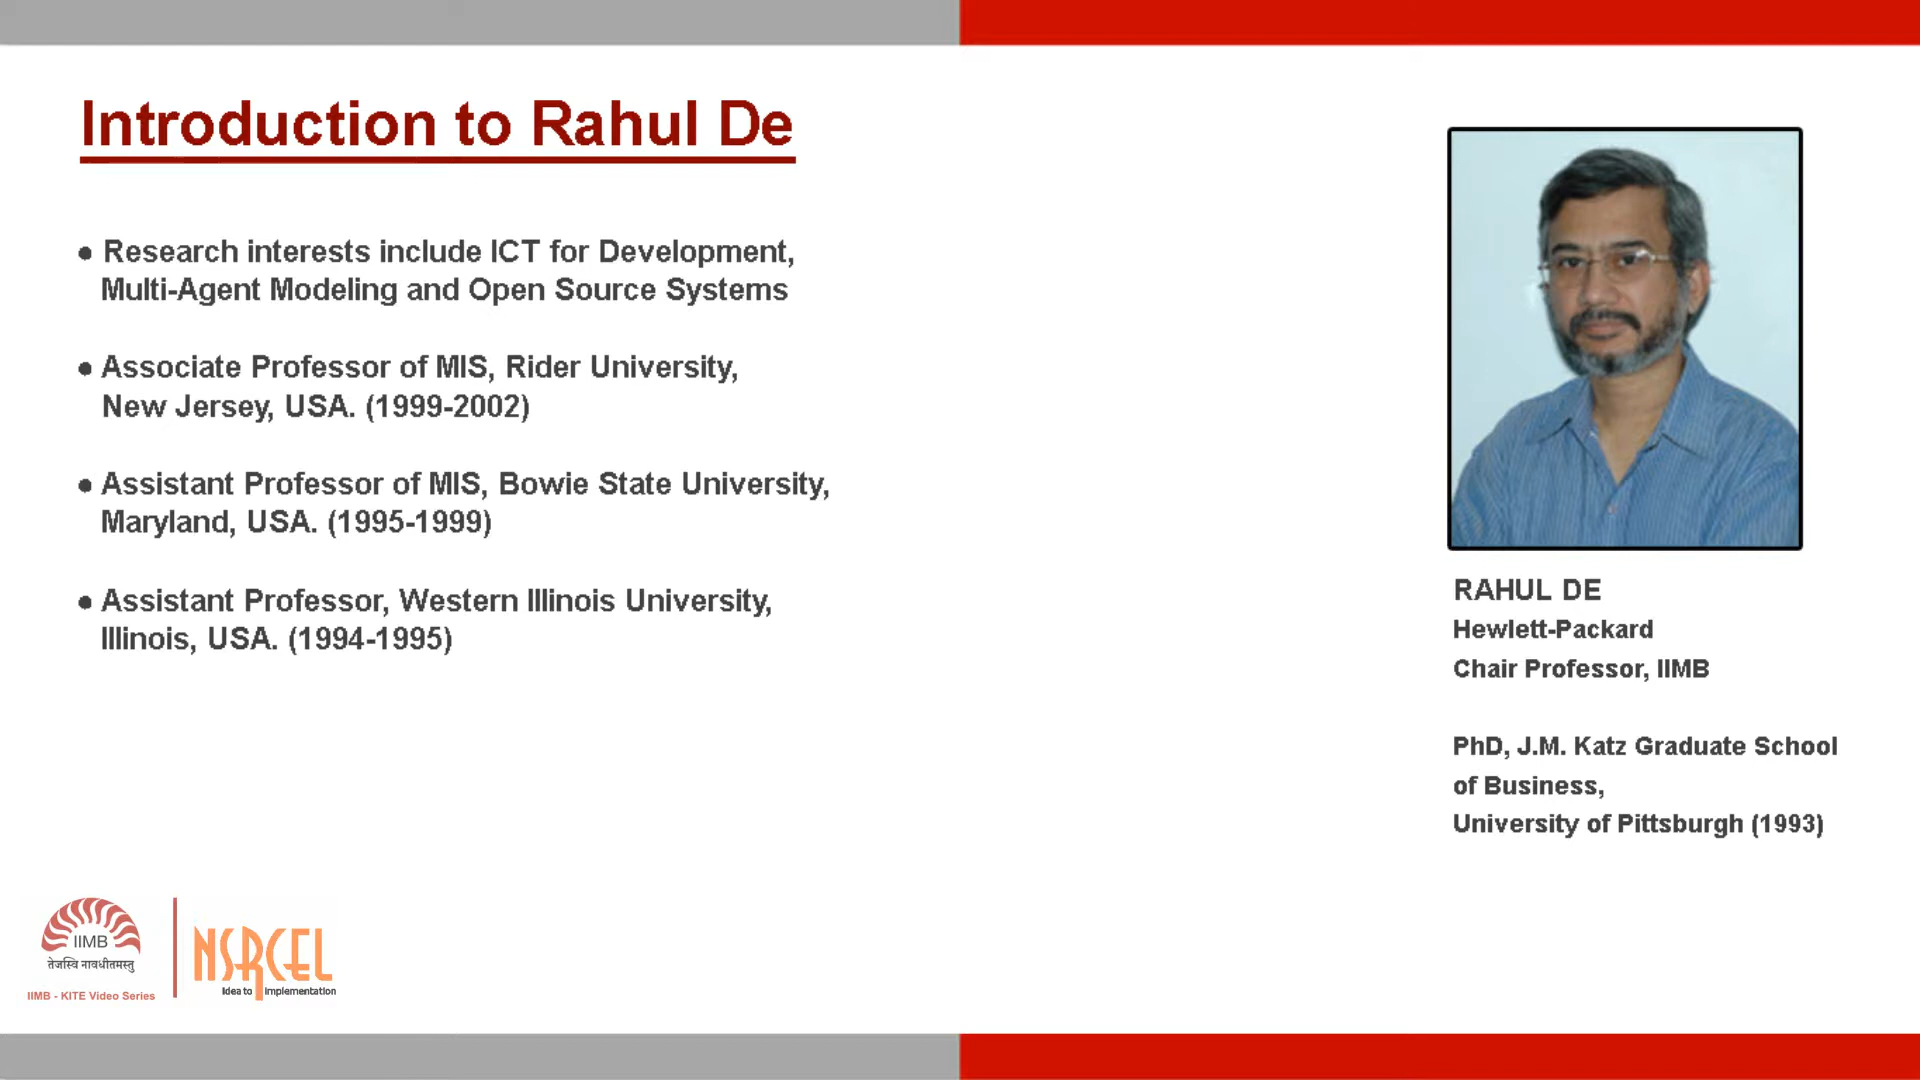 Introduction to Rahul De
● Research interests include ICT for Development,
Multi-Agent Modeling and Open Source Systems
● Associate Professor of MIS, Rider University,
New Jersey, USA. (1999-2002)
● Assistant Professor of MIS, Bowie State University,
Maryland, USA. (1995-1999)
● Assistant Professor, Western Illinois University,
Illinois, USA. (1994-1995)
RAHUL DE
Hewlett-Packard
Chair Professor, IIMB
PhD, J.M. Katz Graduate School
of Business,
University of Pittsburgh (1993)
IIMB
तेजस्वि नावधीतमस्तु
IIMB - KITE Video Series
NSRCEL
Idea to Implementation